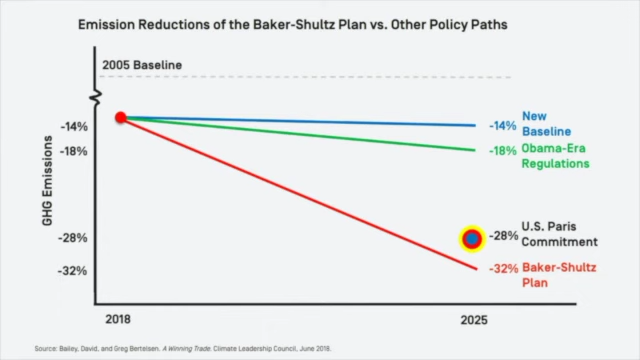 Emission Reductions of the Baker-Shultz Plan vs. Other Policy Paths
2005 Baseline
GHG Emissions
-14%
-18%
-28%
-32%
-14% New
Baseline
-18% Obama-Era
Regulations
-28% U.S. Paris
Commitment
-32% Baker-Shultz
Plan
2018
2025
Source: Bailey, David, and Greg Bertelsen. A Winning Trade. Climate Leadership Council, June 2018.